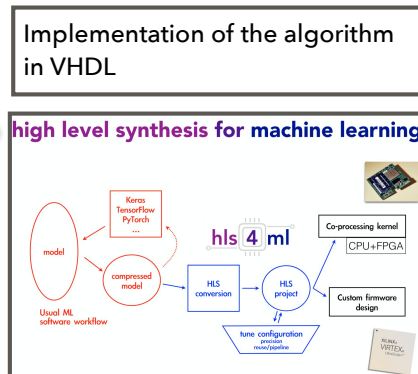 Implementation of the algorithm
in VHDL
high level synthesis for machine learning
Keras
TensorFlow
PyTorch
...
hls 4 ml
model
compressed
model
Usual ML
software workflow
HLS
conversion
HLS
project
tune configuration
precision
reuse/pipeline
Co-processing kernel
CPU+FPGA
Custom firmware
design
VIRTEX